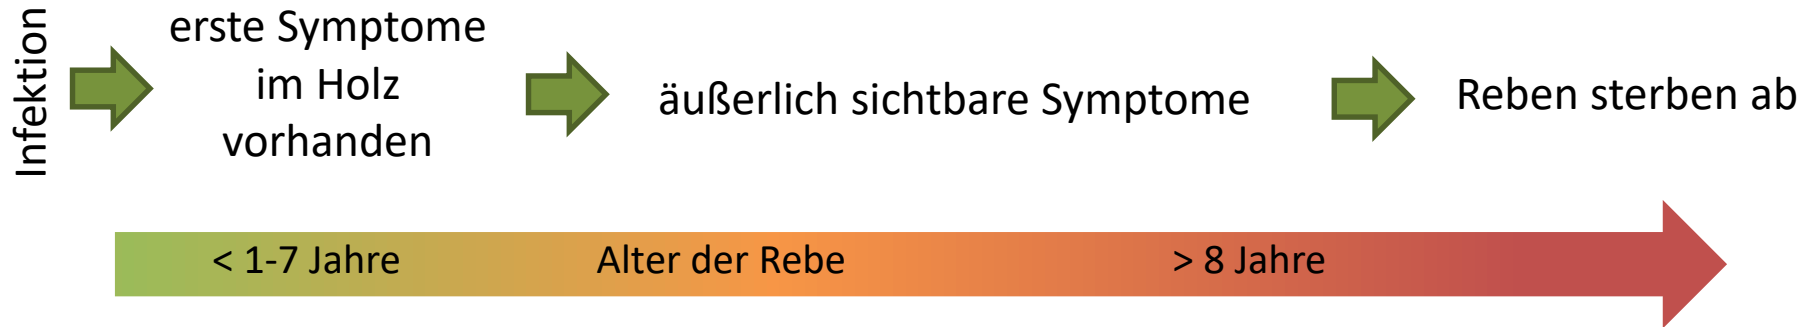 Infektion
erste Symptome
im Holz
vorhanden
äußerlich sichtbare Symptome
Reben sterben ab
< 1-7 Jahre
Alter der Rebe
> 8 Jahre